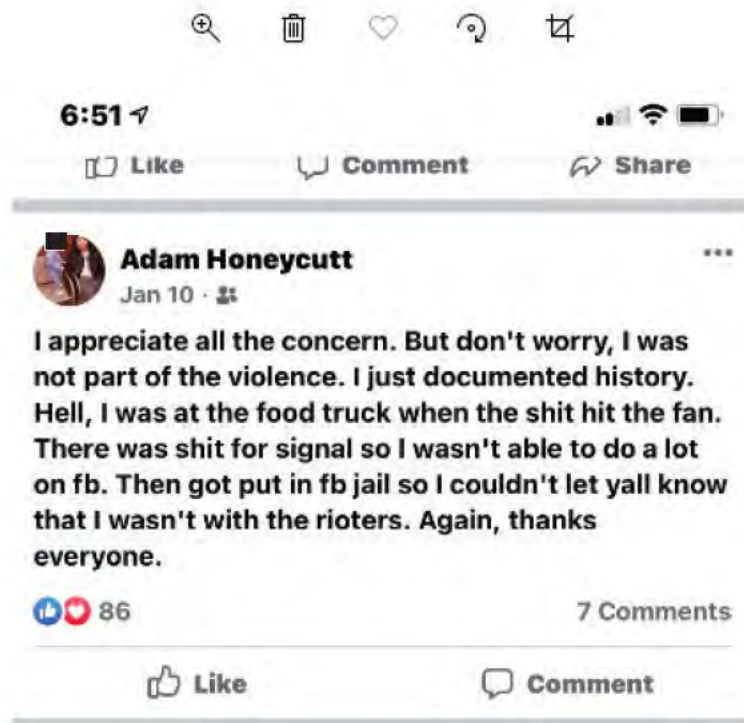 6:51
Like Comment Share
Adam Honeycutt
Jan 10 ·
I appreciate all the concern. But don't worry, I was
not part of the violence. I just documented history.
Hell, I was at the food truck when the shit hit the fan.
There was shit for signal so I wasn't able to do a lot
on fb. Then got put in fb jail so I couldn't let yall know
that I wasn't with the rioters. Again, thanks
everyone.
86 7 Comments
Like Comment